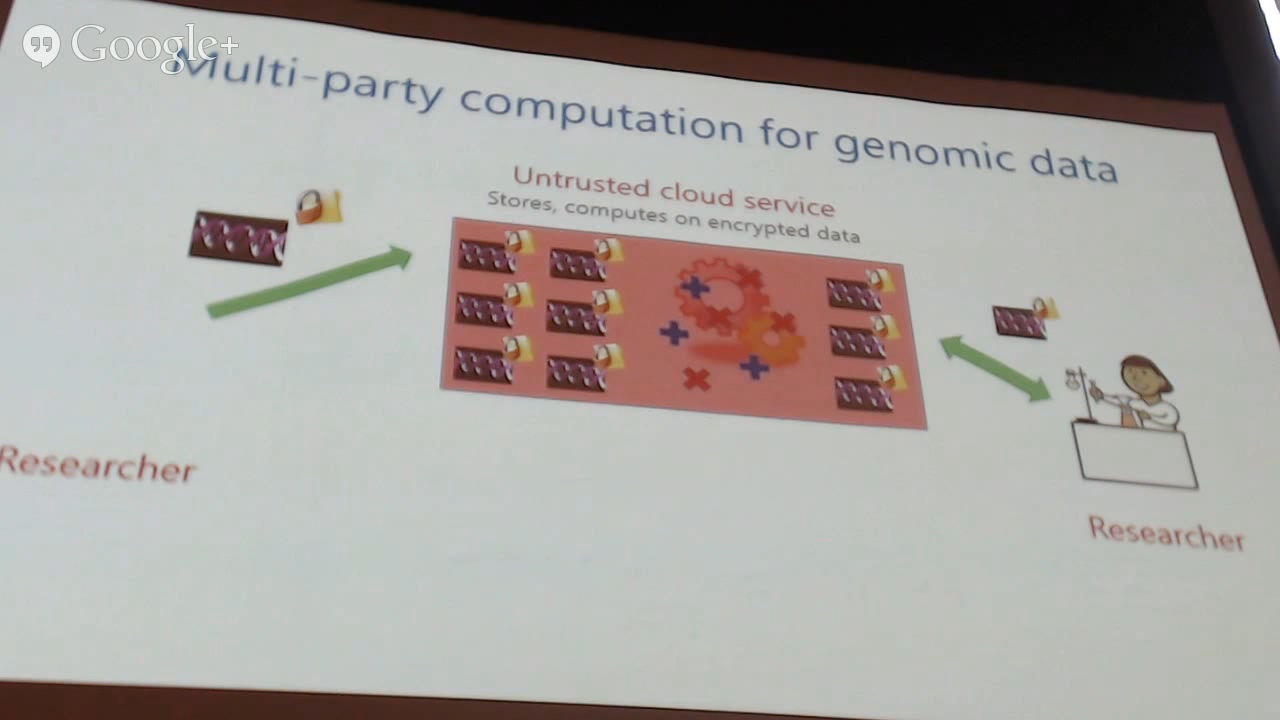 Google+
Multi-party computation for genomic data
Untrusted cloud service
Stores, computes on encrypted data
Researcher
Researcher